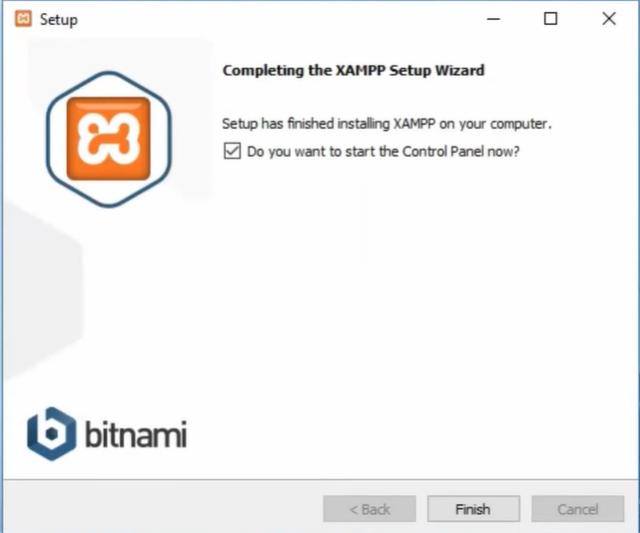 Setup
Completing the XAMPP Setup Wizard
Setup has finished installing XAMPP on your computer.
Do you want to start the Control Panel now?
bitnami
< Back
Finish
Cancel